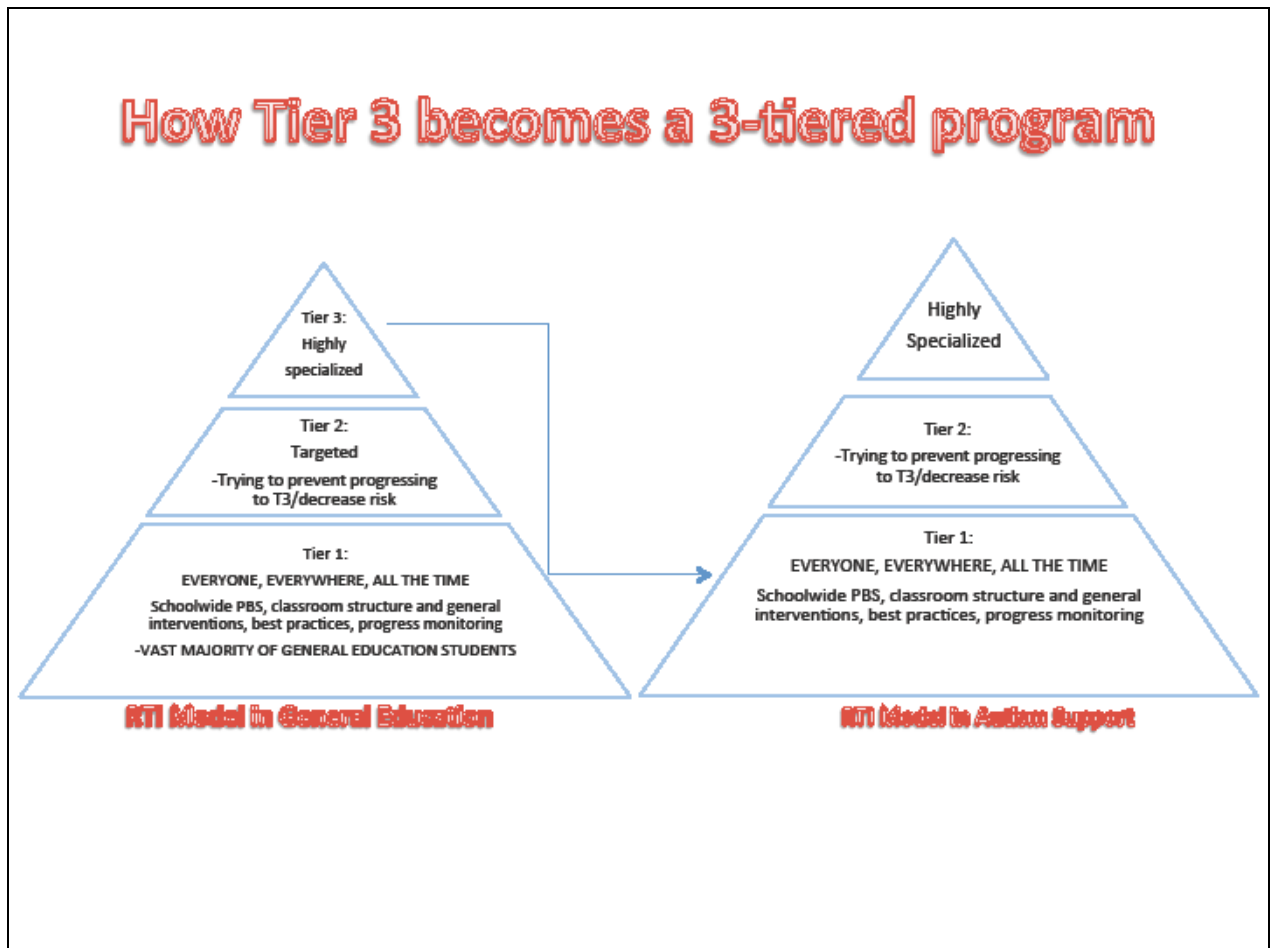 How Tier 3 becomes a 3-tiered program
Tier 3:
Highly
specialized
Tier 2:
Targeted
-Trying to prevent progressing
to T3/decrease risk
Tier 1:
EVERYONE, EVERYWHERE, ALL THE TIME
Schoolwide PBS, classroom structure and general
interventions, best practices, progress monitoring
-VAST MAJORITY OF GENERAL EDUCATION STUDENTS
RTI Model in General Education
Highly
Specialized
Tier 2:
-Trying to prevent progressing
to T3/decrease risk
Tier 1:
EVERYONE, EVERYWHERE, ALL THE TIME
Schoolwide PBS, classroom structure and general
interventions, best practices, progress monitoring
RTI Model in Autism Support